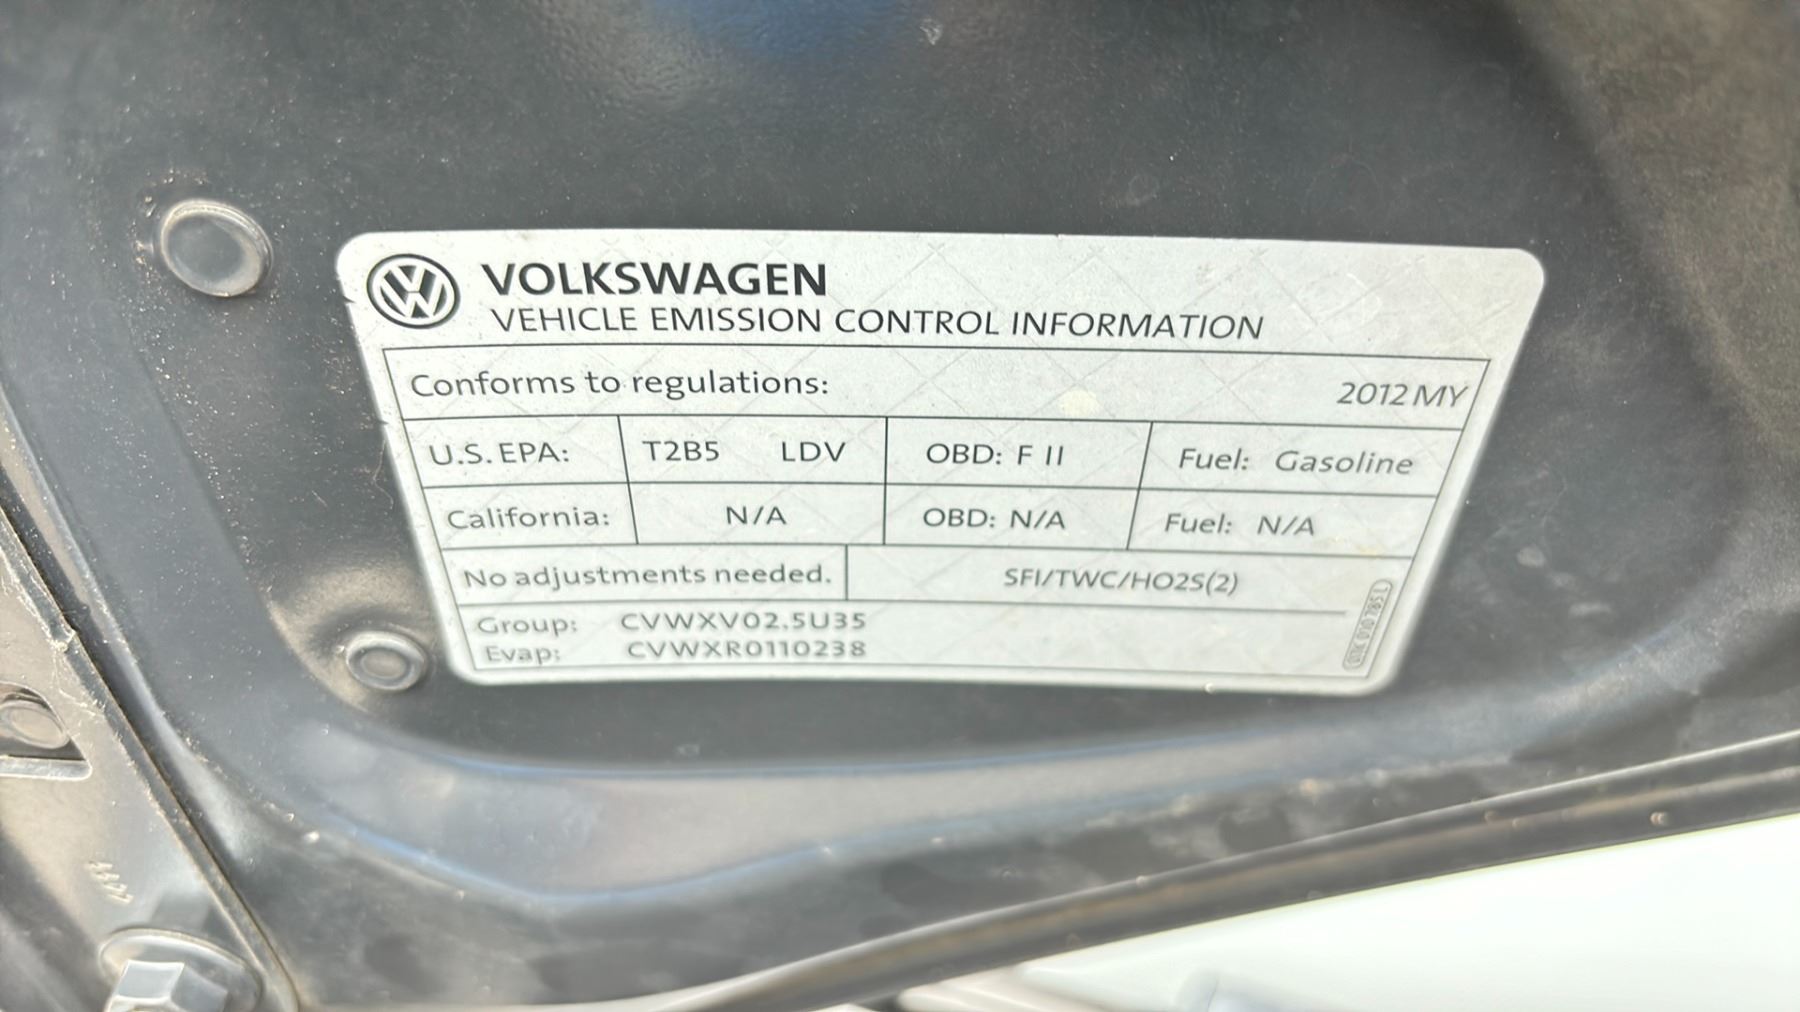 VOLKSWAGEN
VEHICLE EMISSION CONTROL INFORMATION
Conforms to regulations: 2012 MY
U.S. EPA: T2B5 LDV OBD: F II Fuel: Gasoline
California: N/A OBD: N/A Fuel: N/A
No adjustments needed. SFI/TWC/HO2S(2)
Group: CVWXV02.5U35
Evap: CVWXR0110238